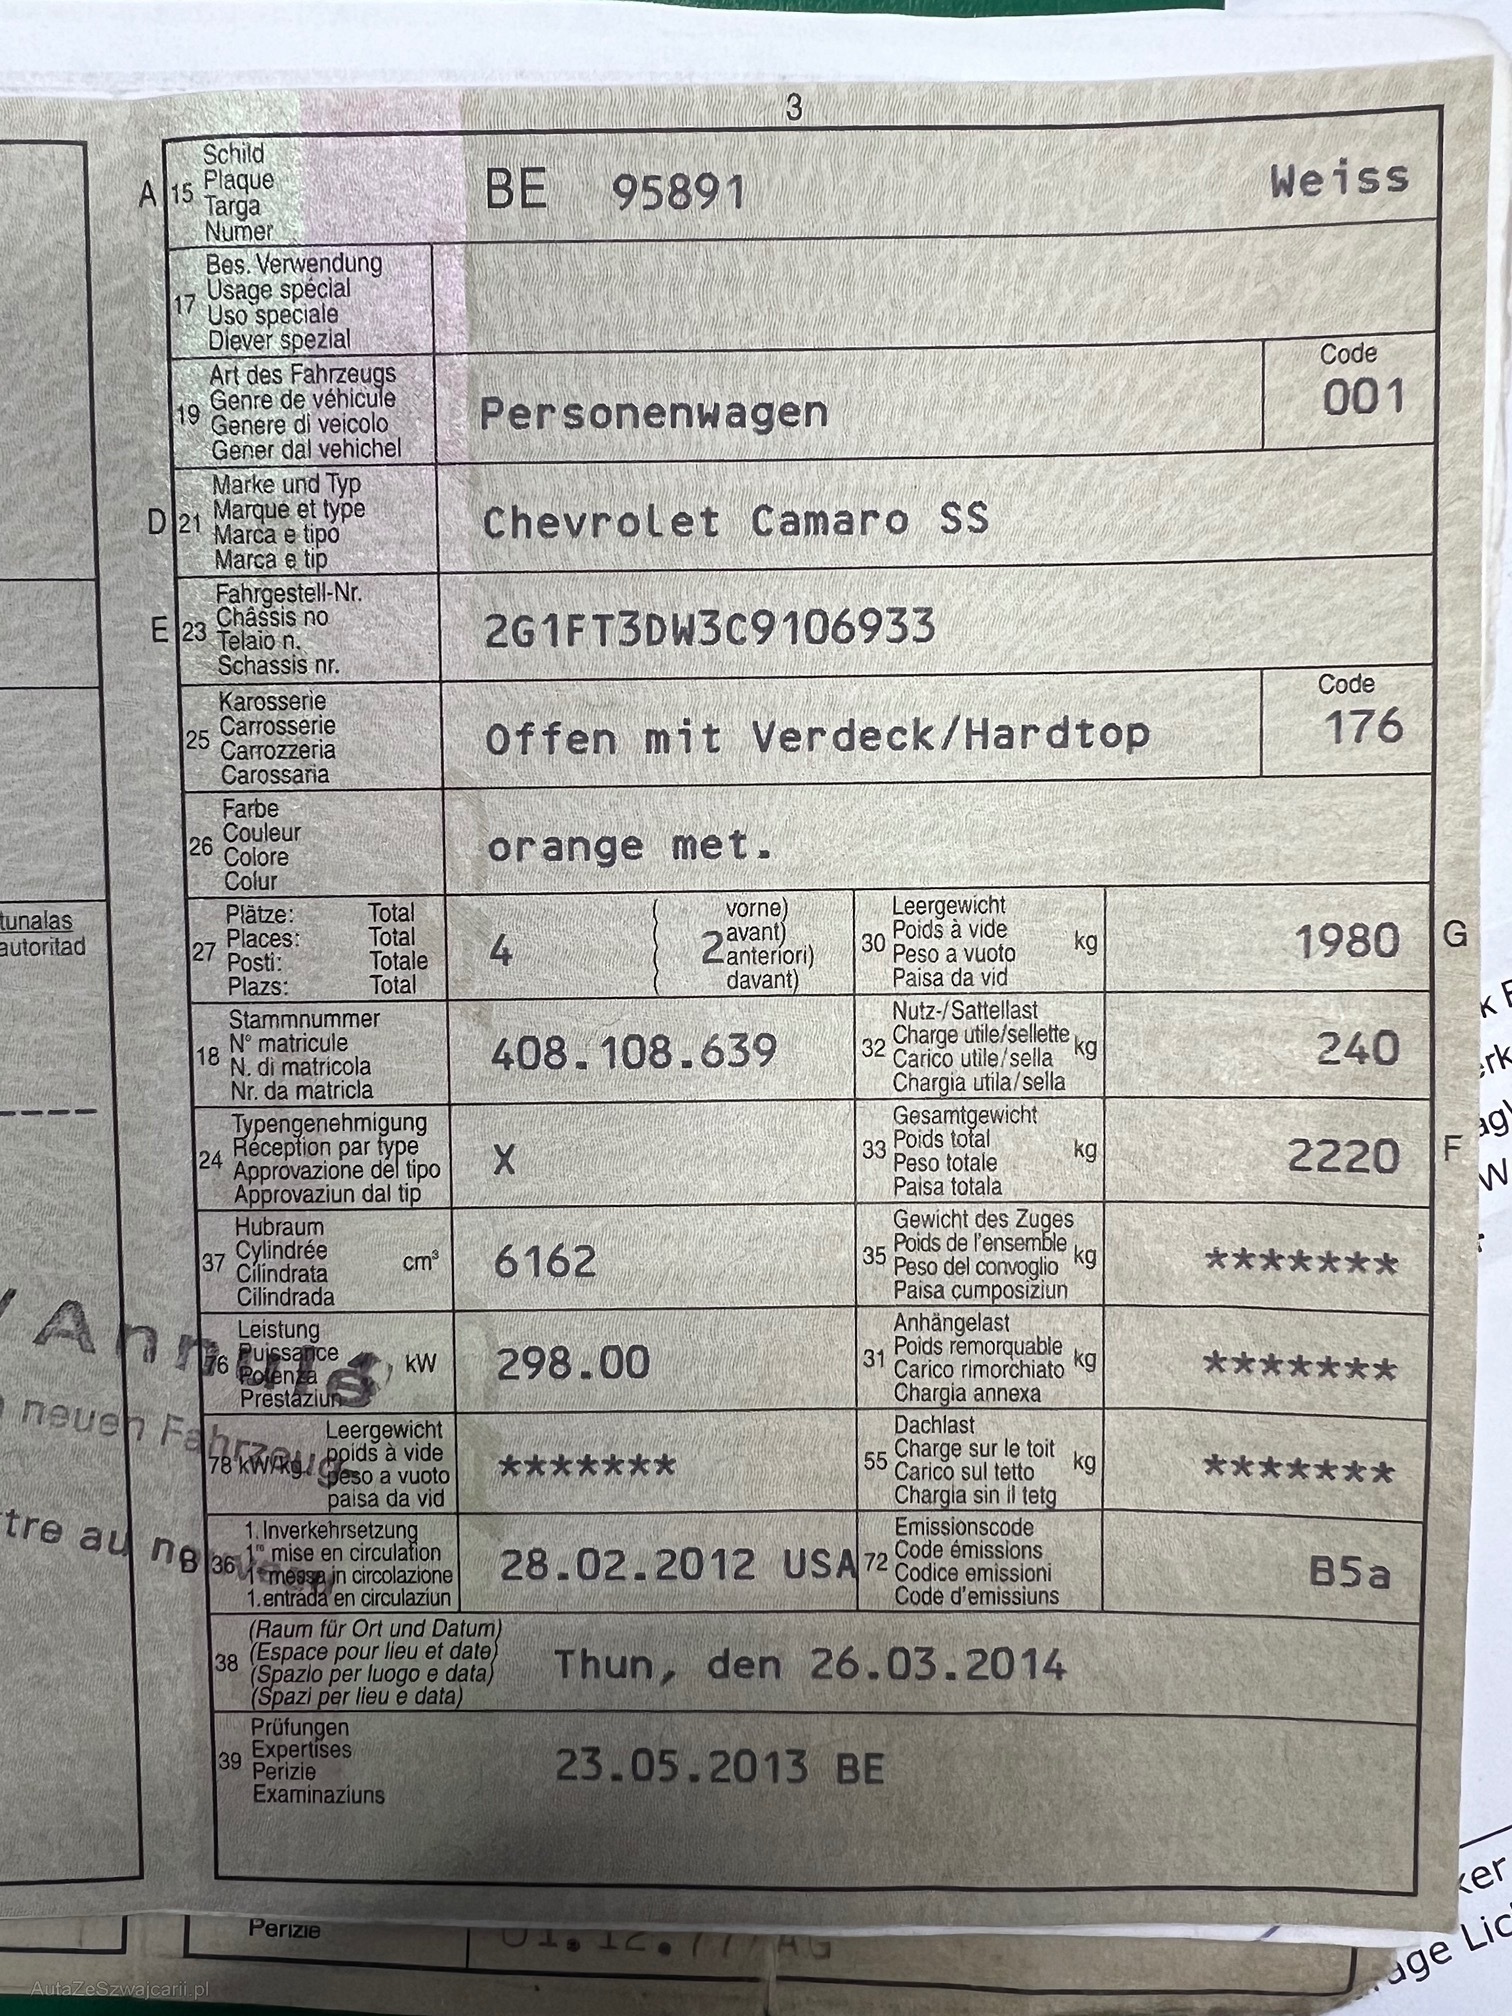 3
A 15 Schild
Plaque
Targa
Numer
BE 95891 Weiss
17 Bes. Verwendung
Usage spécial
Uso speciale
Diever spezial
19 Art des Fahrzeugs
Genre de véhicule
Genere di veicolo
Gener dal vehichel
Personenwagen
Code
001
D 21 Marke und Typ
Marque et type
Marca e tipo
Marca e tip
Chevrolet Camaro SS
E 23 Fahrgestell-Nr.
Châssis no
Telaio n.
Schassis nr.
2G1FT3DW3C9106933
25 Karosserie
Carrosserie
Carrozzeria
Carossaria
Offen mit Verdeck/Hardtop
Code
176
26 Farbe
Couleur
Colore
Colur
orange met.
27 Plätze: Total
Places: Total
Posti: Totale
Plazs: Total
4 ( 2 vorne)
( avant)
( anteriori)
( davant)
30 Leergewicht
Poids à vide
Peso a vuoto
Paisa da vid
kg 1980 G
18 Stammnummer
N° matricule
N. di matricola
Nr. da matricla
408.108.639
32 Nutz-/Sattellast
Charge utile/sellette
Carico utile/sella
Chargia utila/sella
kg 240
24 Typengenehmigung
Réception par type
Approvazione del tipo
Approvaziun dal tip
X
33 Gesamtgewicht
Poids total
Peso totale
Paisa totala
kg 2220 F
37 Hubraum
Cylindrée
Cilindrata
Cilindrada
cm³ 6162
35 Gewicht des Zuges
Poids de l'ensemble
Peso del convoglio
Paisa cumposiziun
kg *******
76 Leistung
Puissance
Potenza
Prestaziun
kW 298.00
31 Anhängelast
Poids remorquable
Carico rimorchiato
Chargia annexa
kg *******
78 kW/kg Leergewicht
poids à vide
peso a vuoto
paisa da vid
*******
55 Dachlast
Charge sur le toit
Carico sul tetto
Chargia sin il tetg
kg *******
B 36 1. Inverkehrsetzung
1re mise en circulation
1a messa in circolazione
1. entrada en circulaziun
28.02.2012 USA
72 Emissionscode
Code émissions
Codice emissioni
Code d'emissiuns
B5a
38 (Raum für Ort und Datum)
(Espace pour lieu et date)
(Spazio per luogo e data)
(Spazi per lieu e data)
Thun, den 26.03.2014
39 Prüfungen
Expertises
Perizie
Examinaziuns
23.05.2013 BE
tunalas
autoritad
/ Annulé
neuen Fahrzeug
tre au
Perizie
AutaZeSzwajcarii.pl